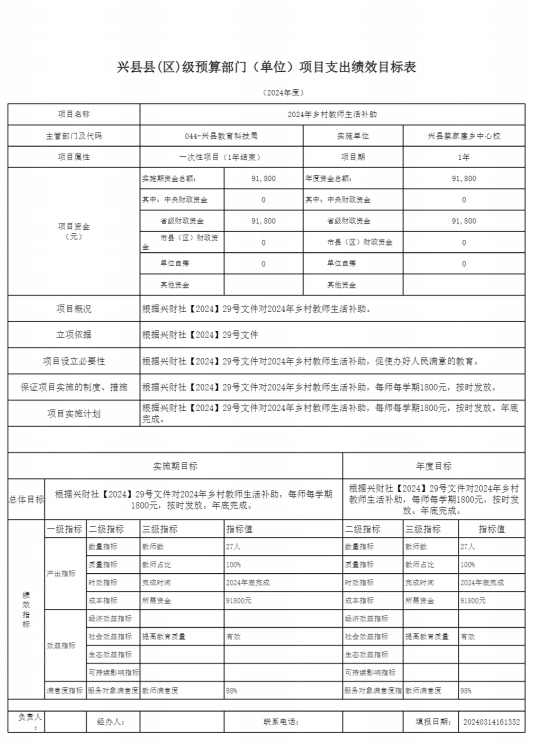 兴县县(区)级预算部门（单位）项目支出绩效目标表
（2024年度）
项目名称 2024年乡村教师生活补助
主管部门及代码 044-兴县教育科技局 实施单位 兴县蔡家崖乡中心校
项目属性 一次性项目（1年结束） 项目期 1年
项目资金
（元）
实施期资金总额： 91,800 年度资金总额： 91,800
其中：中央财政资金 0 其中：中央财政资金 0
省级财政资金 91,800 省级财政资金 91,800
市县（区）财政资
金 0 市县（区）财政资金 0
单位自筹 0 单位自筹 0
其他资金 其他资金
项目概况 根据兴财社【2024】29号文件对2024年乡村教师生活补助。
立项依据 根据兴财社【2024】29号文件
项目设立必要性 根据兴财社【2024】29号文件对2024年乡村教师生活补助，促使办好人民满意的教育。
保证项目实施的制度、措施 根据兴财社【2024】29号文件对2024年乡村教师生活补助，每师每学期1800元，按时发放。
项目实施计划 根据兴财社【2024】29号文件对2024年乡村教师生活补助，每师每学期1800元，按时发放。年底
完成。
实施期目标 年度目标
总体目标
根据兴财社【2024】29号文件对2024年乡村教师生活补助，每师每学期
1800元，按时发放。年底完成。
根据兴财社【2024】29号文件对2024年乡村
教师生活补助，每师每学期1800元，按时发
放。年底完成。
绩
效
指
标
一级指标 二级指标 三级指标 指标值 二级指标 三级指标 指标值
产出指标
数量指标 教师数 27人 数量指标 教师数 27人
质量指标 教师占比 100% 质量指标 教师占比 100%
时效指标 完成时间 2024年底完成 时效指标 完成时间 2024年底完成
成本指标 所需资金 91800元 成本指标 所需资金 91800元
效益指标
经济效益指标 经济效益指标
社会效益指标 提高教育质量 有效 社会效益指标 提高教育质量 有效
生态效益指标 生态效益指标
可持续影响指标 可持续影响指标
满意度指标 服务对象满意度 教师满意度 98% 服务对象满意度指 教师满意度 98%
负责人
： 经办人： 联系电话： 填报日期： 20240314161352